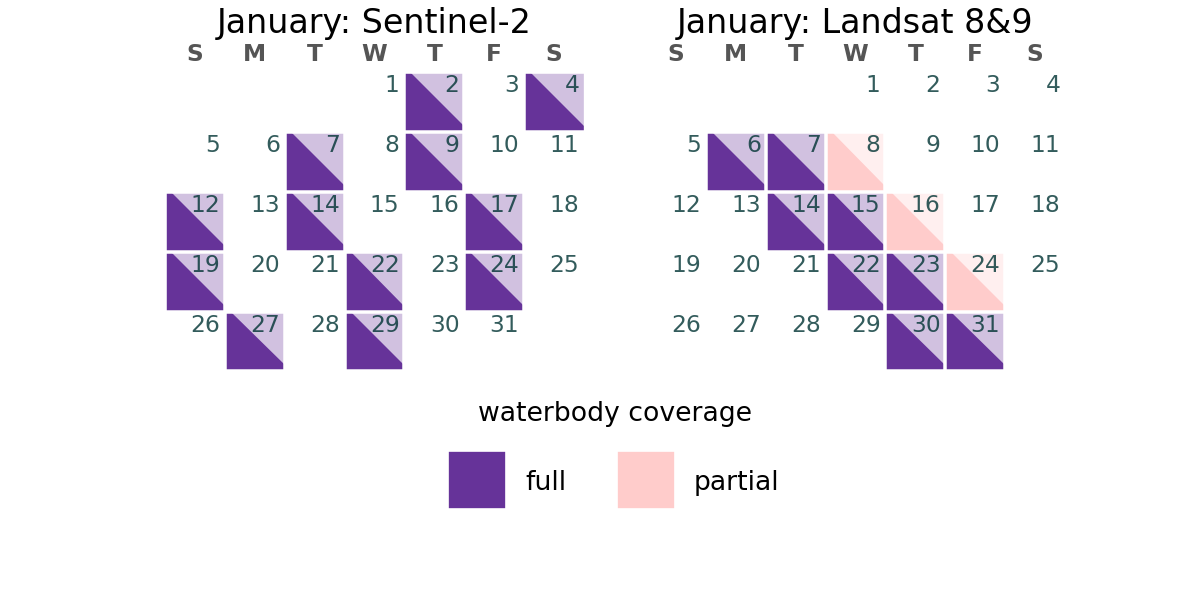 January: Sentinel-2
S M T W T F S
1 2 3 4
5 6 7 8 9 10 11
12 13 14 15 16 17 18
19 20 21 22 23 24 25
26 27 28 29 30 31
January: Landsat 8&9
S M T W T F S
1 2 3 4
5 6 7 8 9 10 11
12 13 14 15 16 17 18
19 20 21 22 23 24 25
26 27 28 29 30 31
waterbody coverage
full partial